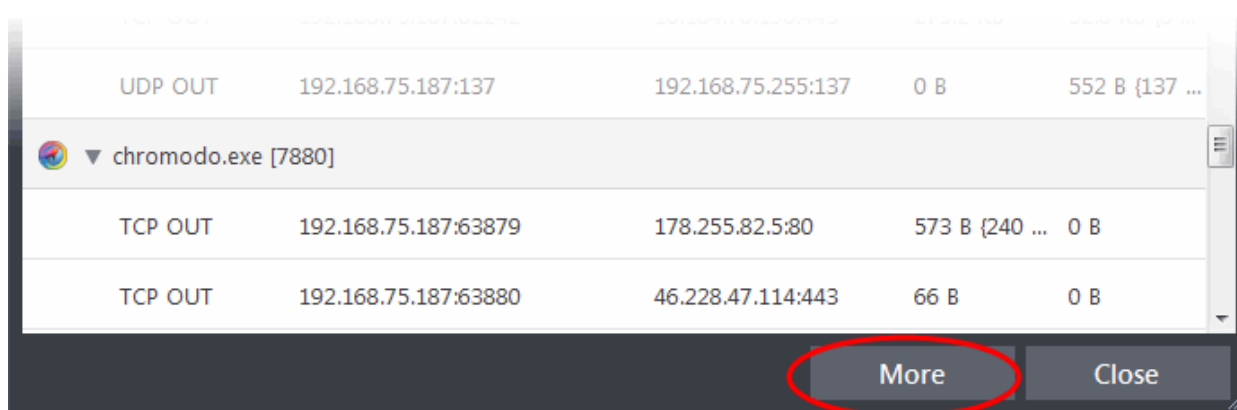 UDP OUT 192.168.75.187:137 192.168.75.255:137 0 B 552 B {137 ...
chromodo.exe [7880]
TCP OUT 192.168.75.187:63879 178.255.82.5:80 573 B {240 ... 0 B
TCP OUT 192.168.75.187:63880 46.228.47.114:443 66 B 0 B
More Close